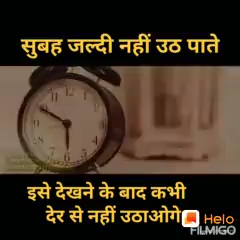 सुबह जल्दी नहीं उठ पाते
इसे देखने के बाद कभी
देर से नहीं उठाओगे
Helo
FILMIGO